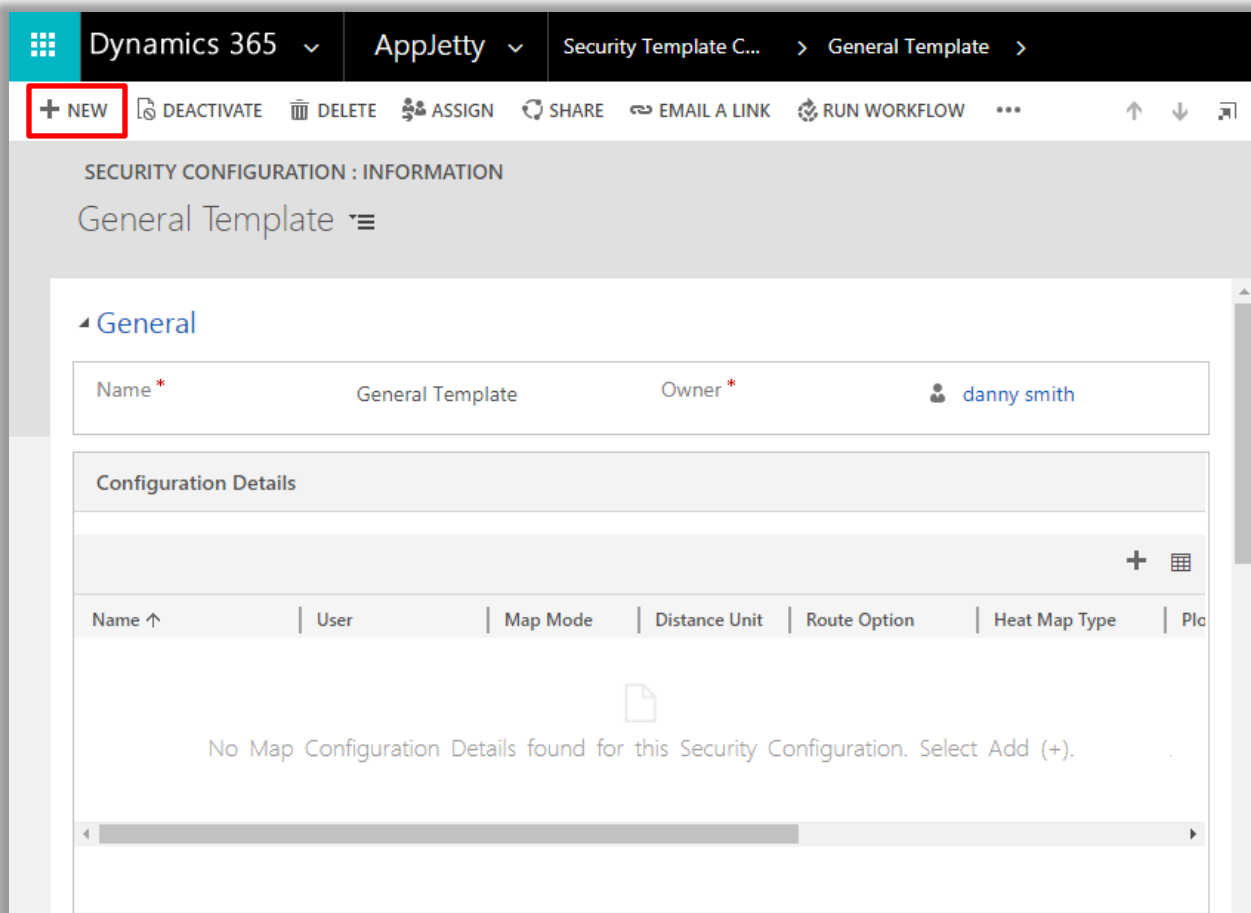 Dynamics 365 AppJetty Security Template C... General Template
NEW DEACTIVATE DELETE ASSIGN SHARE EMAIL A LINK RUN WORKFLOW •••
SECURITY CONFIGURATION : INFORMATION
General Template
General
Name * General Template Owner * danny smith
Configuration Details
Name User Map Mode Distance Unit Route Option Heat Map Type Plo
No Map Configuration Details found for this Security Configuration. Select Add (+).